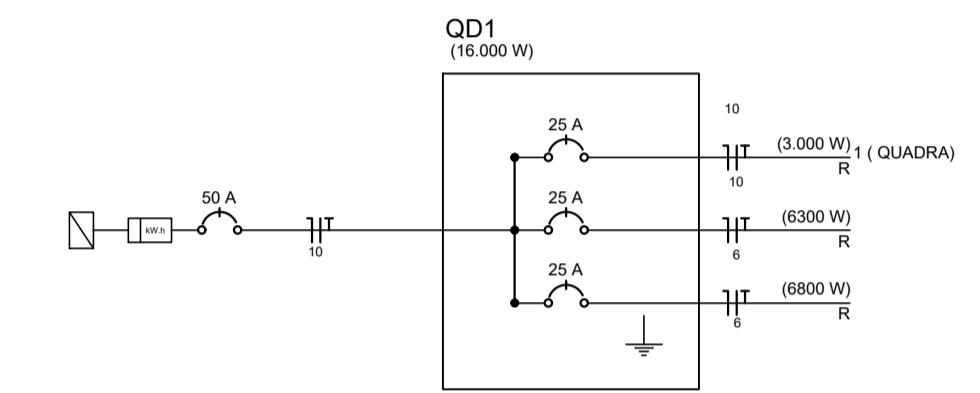 QD1
(16.000 W)
10
25 A
(3.000 W)
1 ( QUADRA)
R
10
50 A
kW.h
10
25 A
(6300 W)
R
6
25 A
(6800 W)
R
6